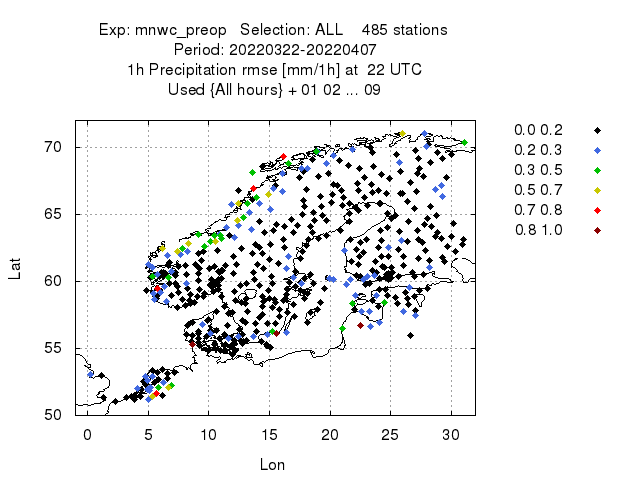 Exp: mnwc_preop   Selection: ALL    485 stations
Period: 20220322-20220407
1h Precipitation rmse [mm/1h] at  22 UTC
Used {All hours} + 01 02 ... 09
0.0 0.2
0.2 0.3
0.3 0.5
0.5 0.7
0.7 0.8
0.8 1.0
70
65
60
55
50
Lat
0 5 10 15 20 25 30
Lon